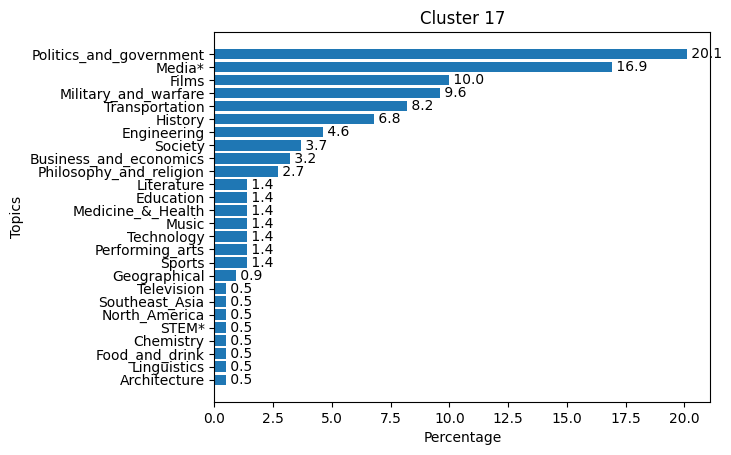 Cluster 17
Topics
Politics_and_government 20.1
Media* 16.9
Films 10.0
Military_and_warfare 9.6
Transportation 8.2
History 6.8
Engineering 4.6
Society 3.7
Business_and_economics 3.2
Philosophy_and_religion 2.7
Literature 1.4
Education 1.4
Medicine_&_Health 1.4
Music 1.4
Technology 1.4
Performing_arts 1.4
Sports 1.4
Geographical 0.9
Television 0.5
Southeast_Asia 0.5
North_America 0.5
STEM* 0.5
Chemistry 0.5
Food_and_drink 0.5
Linguistics 0.5
Architecture 0.5
0.0 2.5 5.0 7.5 10.0 12.5 15.0 17.5 20.0
Percentage